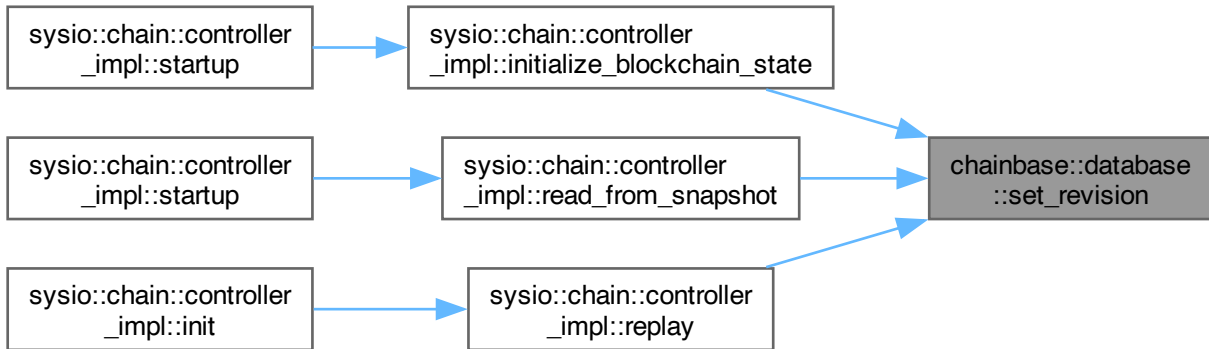 sysio::chain::controller
_impl::startup
sysio::chain::controller
_impl::initialize_blockchain_state
sysio::chain::controller
_impl::startup
sysio::chain::controller
_impl::read_from_snapshot
chainbase::database
::set_revision
sysio::chain::controller
_impl::init
sysio::chain::controller
_impl::replay